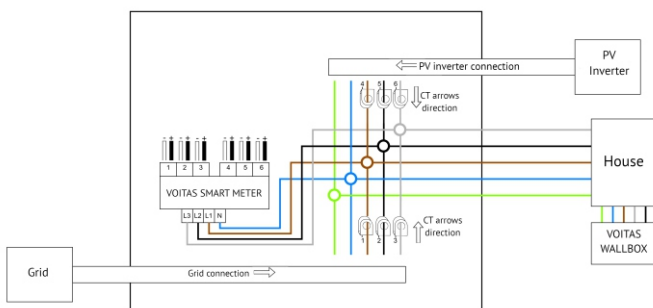 PV
Inverter
PV inverter connection
4 5 6
CT arrows
direction
- + - + - + - + - + - +
1 2 3 4 5 6
VOITAS SMART METER
L3 L2 L1 N
House
1 2 3
CT arrows
direction
VOITAS
WALLBOX
Grid
Grid connection